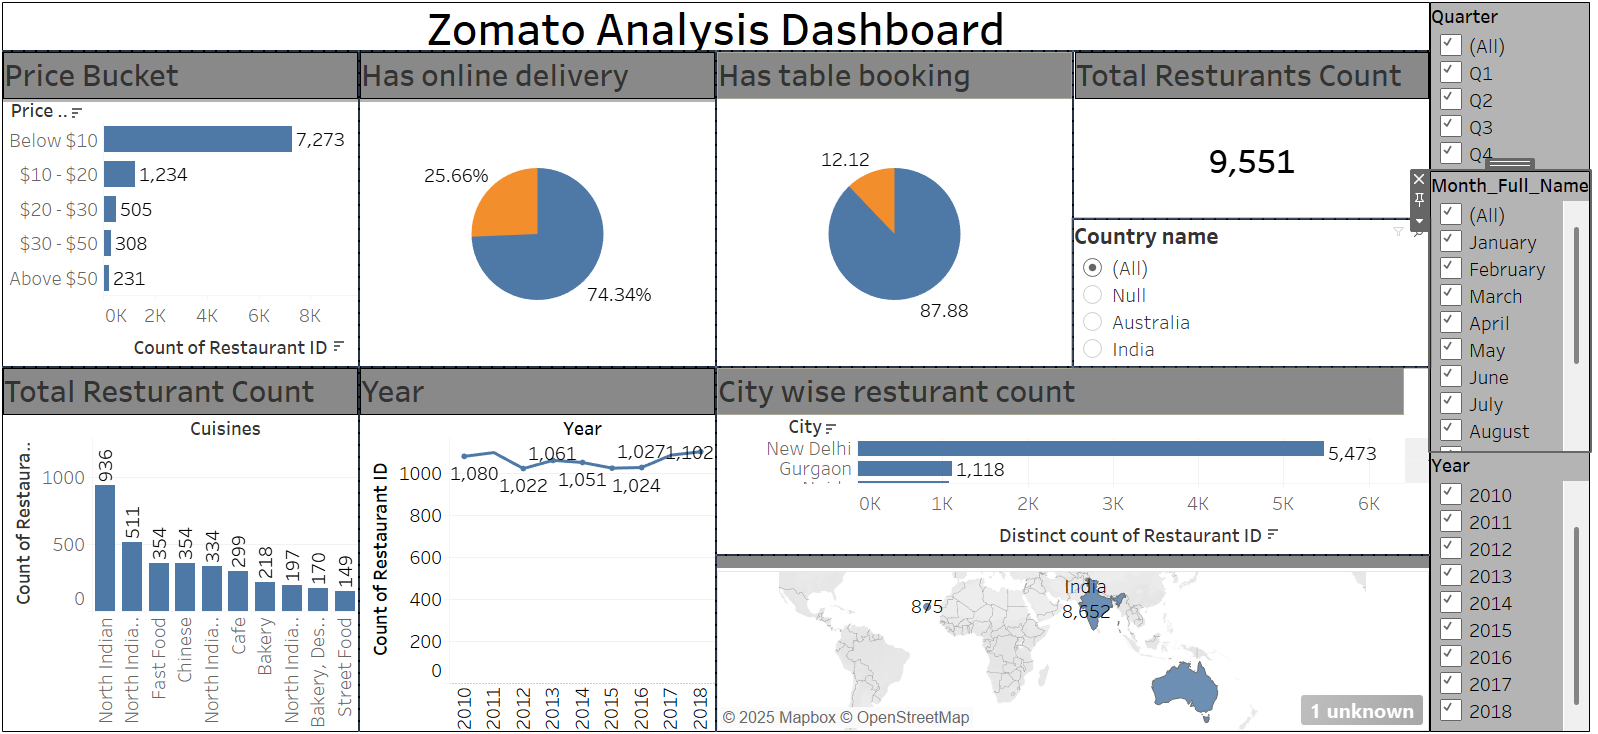 Zomato Analysis Dashboard
Price Bucket
Price ..
Below $10
7,273
$10 - $20
1,234
$20 - $30
505
$30 - $50
308
Above $50
231
0K 2K 4K 6K 8K
Count of Restaurant ID
Has online delivery
25.66%
74.34%
Has table booking
12.12
87.88
Total Resturants Count
9,551
Country name
(All)
Null
Australia
India
Total Resturant Count
Cuisines
Count of Restaura..
1000
500
0
936
511
354
354
334
299
218
197
170
149
North Indian
North India..
Fast Food
Chinese
North India..
Cafe
Bakery
North India..
Bakery, Des..
Street Food
Year
Year
Count of Restaurant ID
1000
800
600
400
200
0
1,080
1,022
1,061
1,051
1,024
1,027
1,102
2010
2011
2012
2013
2014
2015
2016
2017
2018
City wise resturant count
City
New Delhi
5,473
Gurgaon
1,118
0K 1K 2K 3K 4K 5K 6K
Distinct count of Restaurant ID
875
India
8,652
© 2025 Mapbox © OpenStreetMap
1 unknown
Quarter
(All)
Q1
Q2
Q3
Q4
Month_Full_Name
(All)
January
February
March
April
May
June
July
August
Year
2010
2011
2012
2013
2014
2015
2016
2017
2018